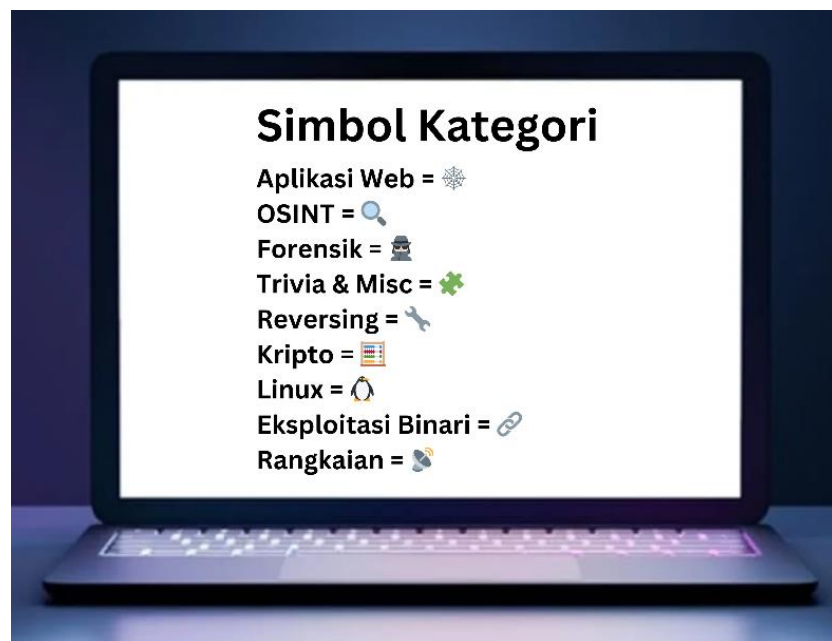 Simbol Kategori
Aplikasi Web = 🕸️
OSINT = 🔍
Forensik = 🕵️
Trivia & Misc = 🧩
Reversing = 🔧
Kripto = 🧮
Linux = 🐧
Eksploitasi Binari = 🔗
Rangkaian = 📡